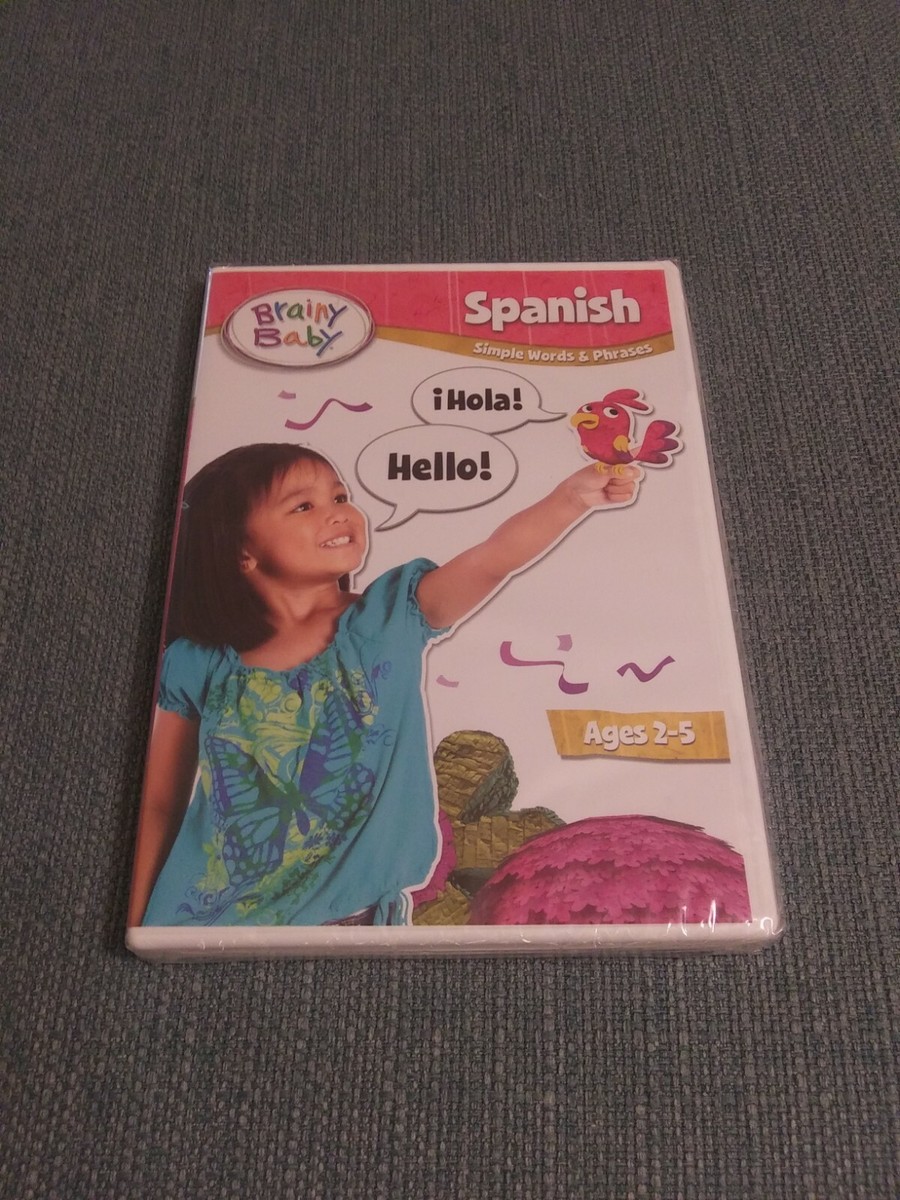 Brainy
Baby
Spanish
Simple Words & Phrases
¡Hola!
Hello!
Ages 2-5